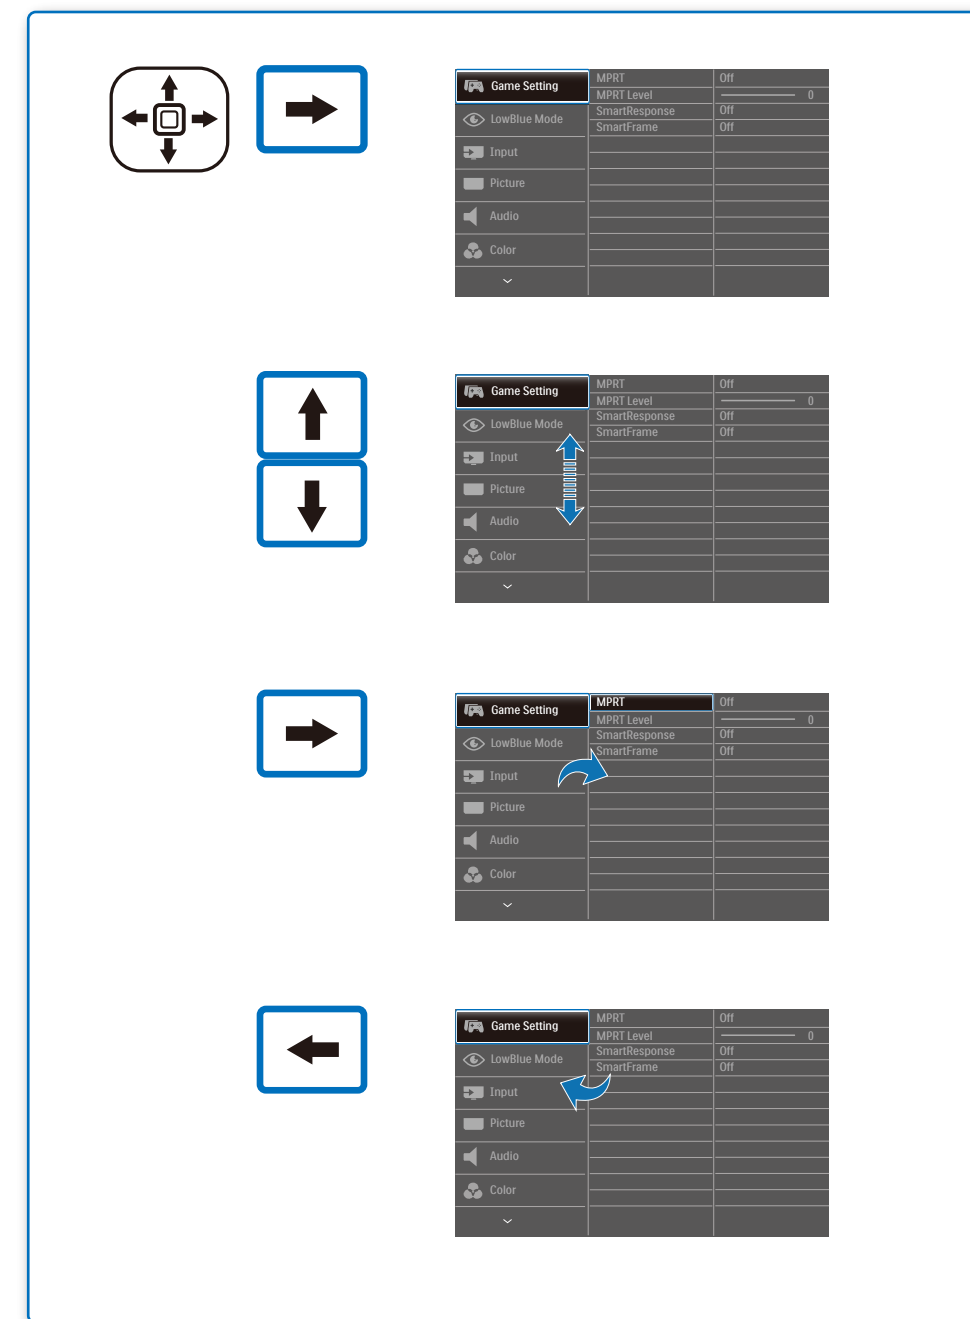 Game Setting
LowBlue Mode
Input
Picture
Audio
Color
MPRT Off
MPRT Level 0
SmartResponse Off
SmartFrame Off
Game Setting
LowBlue Mode
Input
Picture
Audio
Color
MPRT Off
MPRT Level 0
SmartResponse Off
SmartFrame Off
Game Setting
LowBlue Mode
Input
Picture
Audio
Color
MPRT Off
MPRT Level 0
SmartResponse Off
SmartFrame Off
Game Setting
LowBlue Mode
Input
Picture
Audio
Color
MPRT Off
MPRT Level 0
SmartResponse Off
SmartFrame Off